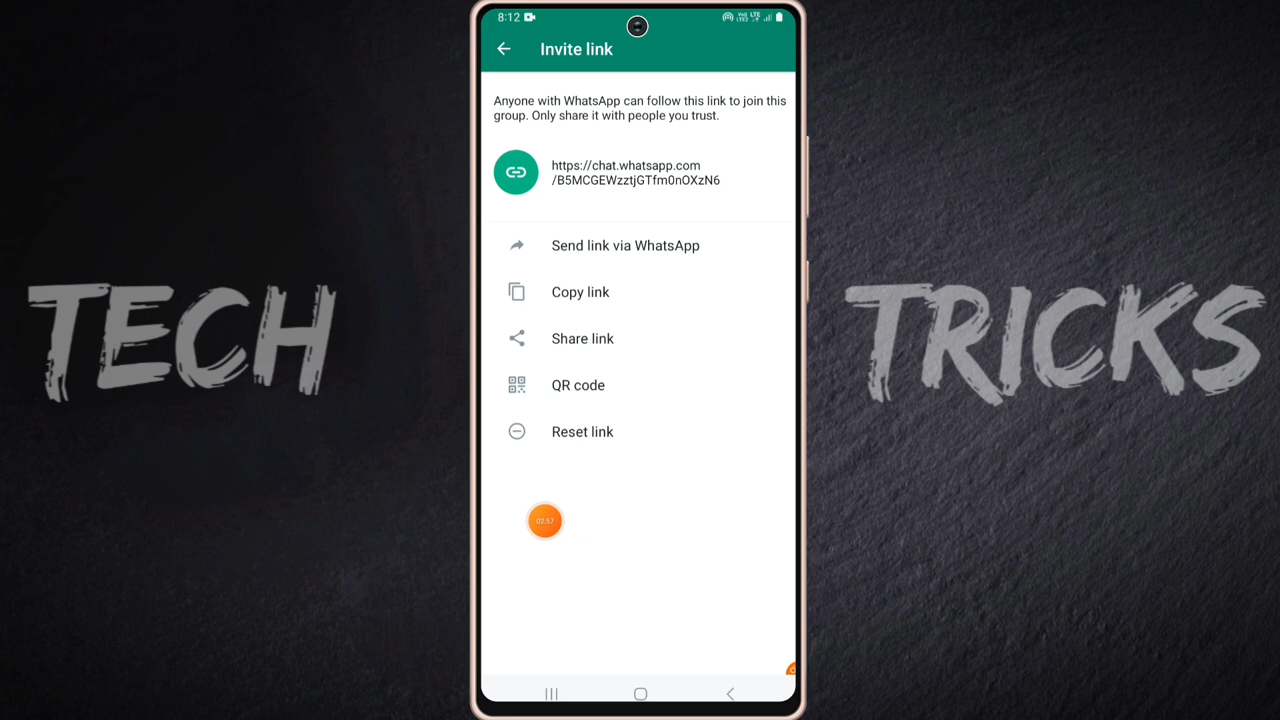 8:12
Invite link
Anyone with WhatsApp can follow this link to join this
group. Only share it with people you trust.
https://chat.whatsapp.com
/B5MCGEWzztjGTfm0nOXzN6
Send link via WhatsApp
Copy link
Share link
QR code
Reset link
02:57
TECH
TRICKS